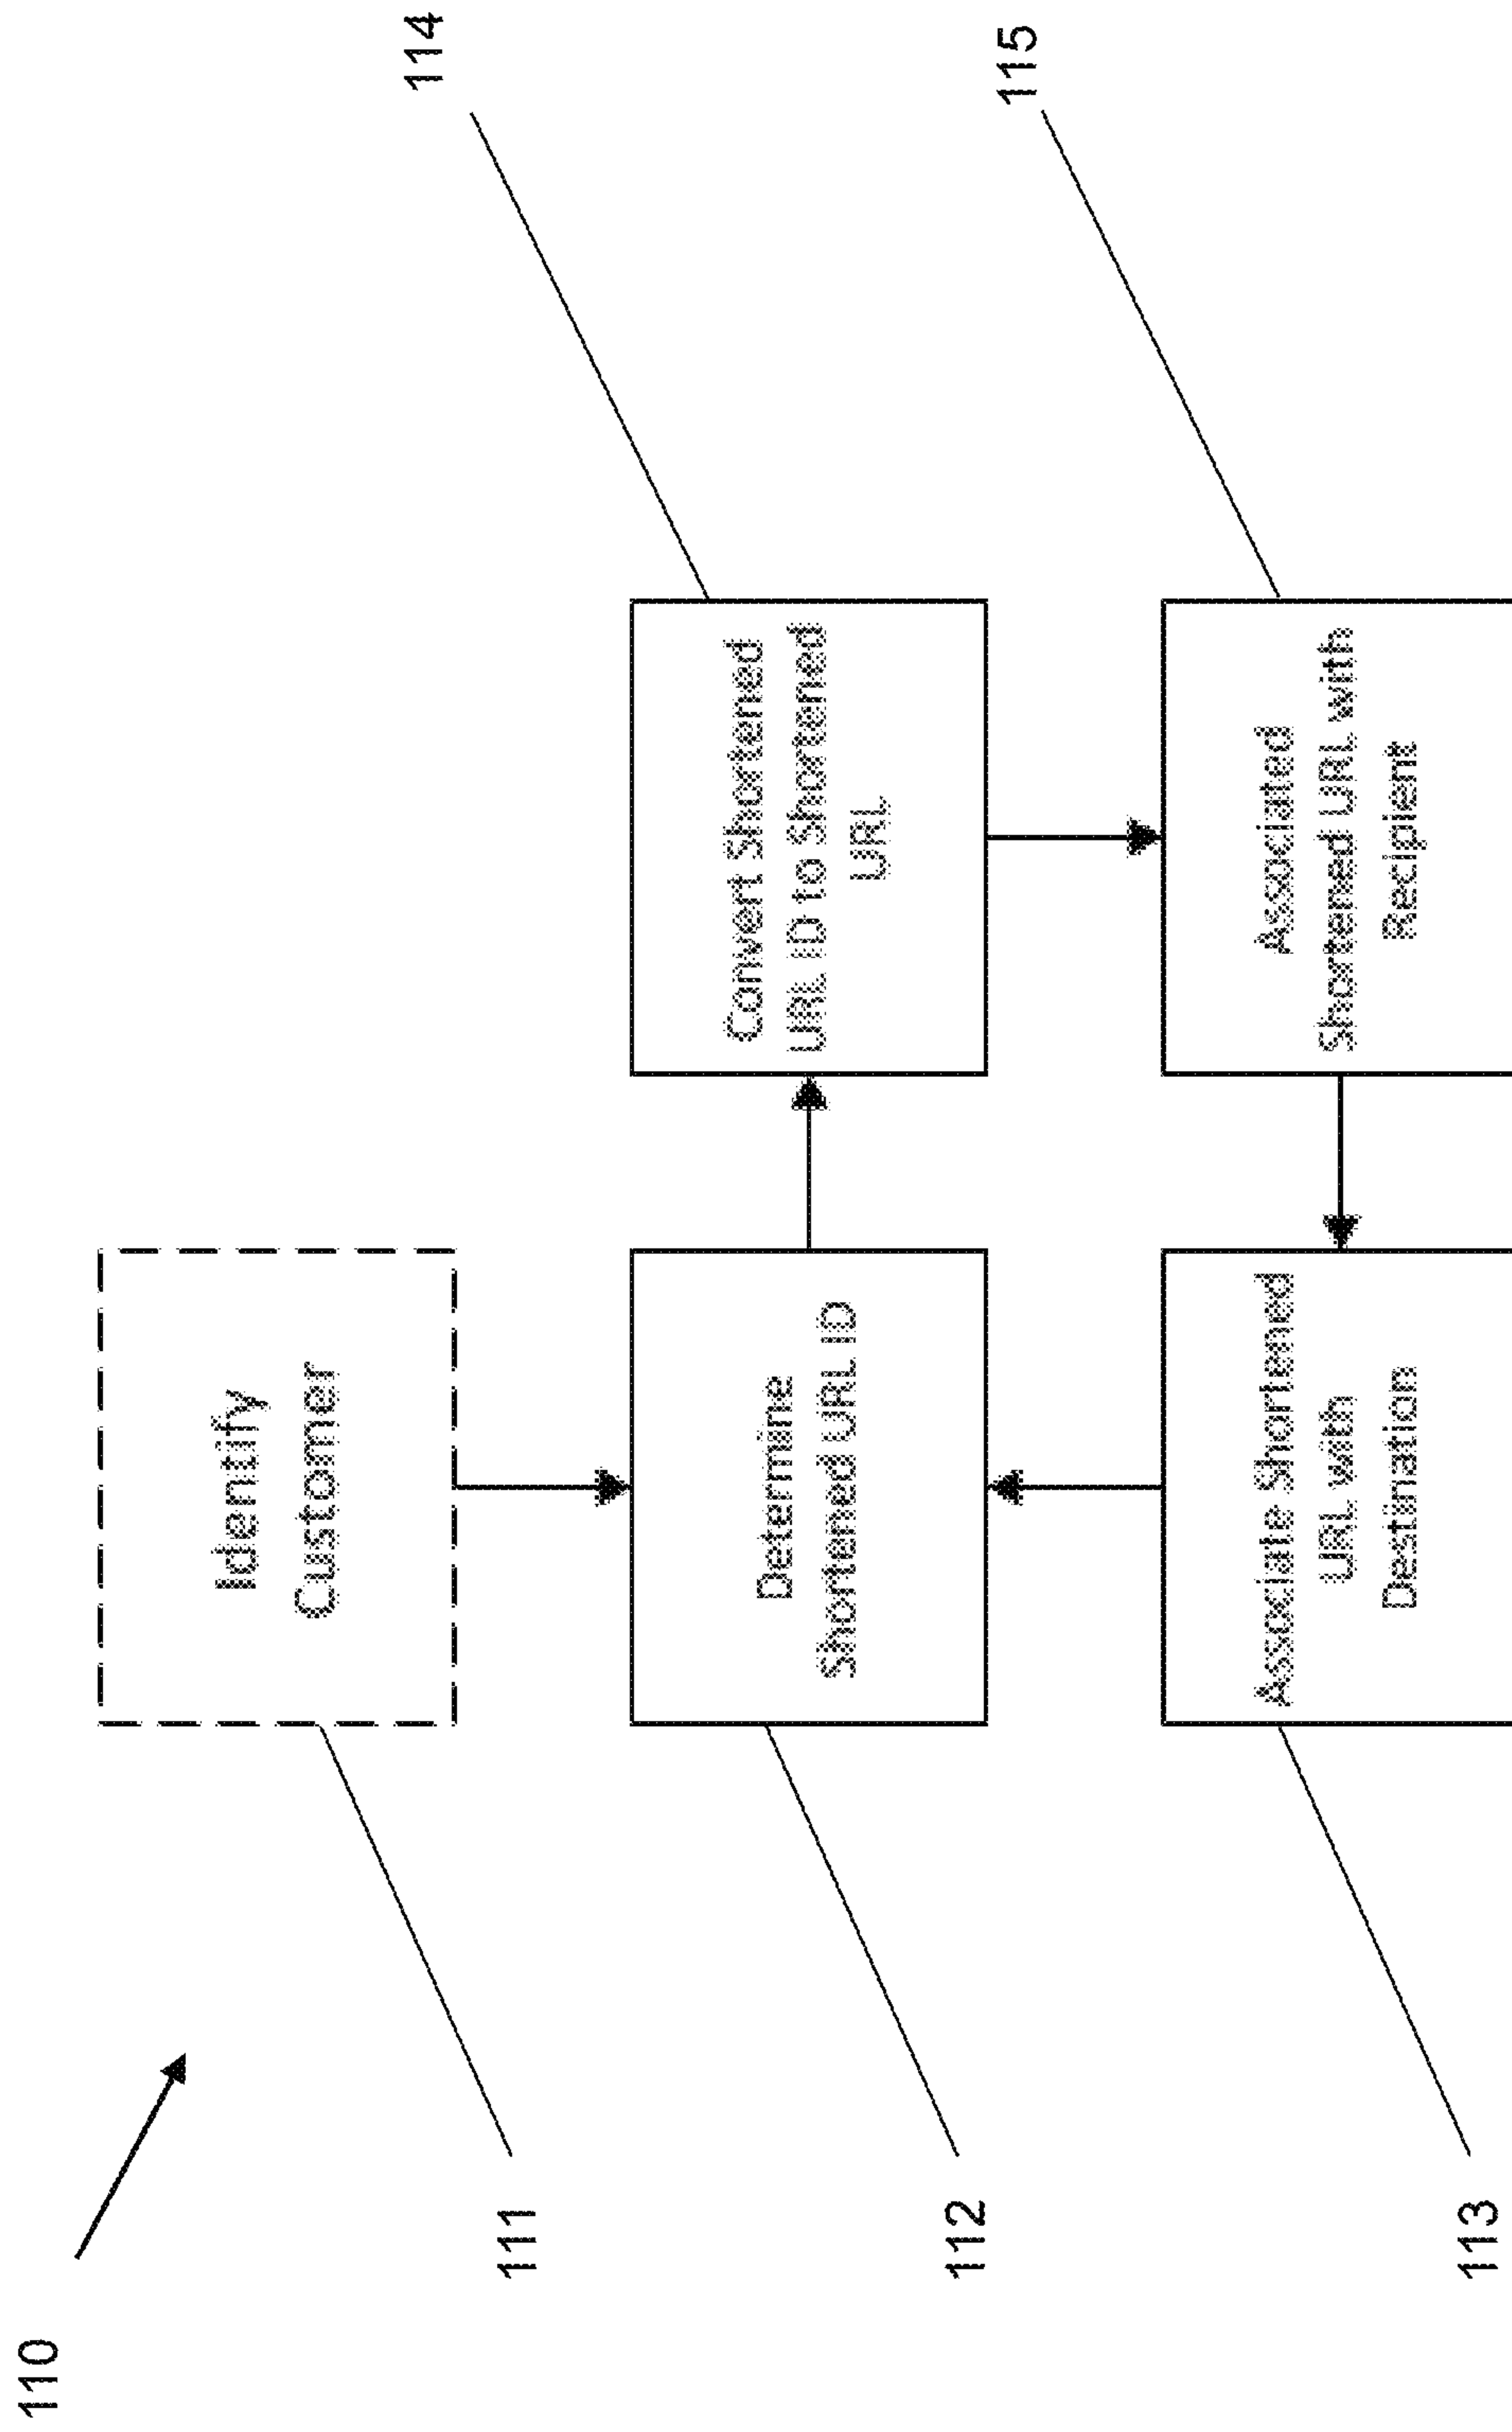 110
111
Identify
Customer
112
Determine
Shortened URL ID
113
Associate Shortened
URL with
Destination
114
Convert Shortened
URL ID to Shortened
URL
115
Associated
Shortened URL with
Recipient